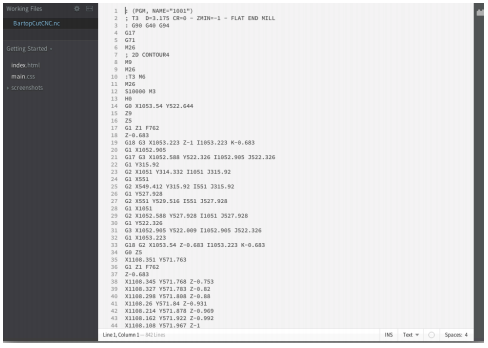 Working Files
BartopCutCNC.nc
Getting Started
index.html
main.css
screenshots
1 : (PGM, NAME="1001")
2 ; T3 D=3.175 CR=0 - ZMIN=-1 - FLAT END MILL
3 : G90 G40 G94
4 G17
5 G71
6 M26
7 ; 2D CONTOUR4
8 M9
9 M26
10 :T3 M6
11 M26
12 S10000 M3
13 H0
14 G0 X1053.54 Y522.644
15 Z9
16 Z5
17 G1 Z1 F762
18 Z-0.683
19 G18 G3 X1053.223 Z-1 I1053.223 K-0.683
20 G1 X1052.905
21 G17 G3 X1052.588 Y522.326 I1052.905 J522.326
22 G1 Y315.92
23 G2 X1051 Y314.332 I1051 J315.92
24 G1 X551
25 G2 X549.412 Y315.92 I551 J315.92
26 G1 Y527.928
27 G2 X551 Y529.516 I551 J527.928
28 G1 X1051
29 G2 X1052.588 Y527.928 I1051 J527.928
30 G1 Y522.326
31 G3 X1052.905 Y522.009 I1052.905 J522.326
32 G1 X1053.223
33 G18 G2 X1053.54 Z-0.683 I1053.223 K-0.683
34 G0 Z5
35 X1108.351 Y571.763
36 G1 Z1 F762
37 Z-0.683
38 X1108.345 Y571.768 Z-0.753
39 X1108.327 Y571.783 Z-0.82
40 X1108.298 Y571.808 Z-0.88
41 X1108.26 Y571.84 Z-0.931
42 X1108.214 Y571.878 Z-0.969
43 X1108.162 Y571.922 Z-0.992
44 X1108.108 Y571.967 Z-1
Line 1, Column 1 — 842 Lines
INS Text Spaces: 4